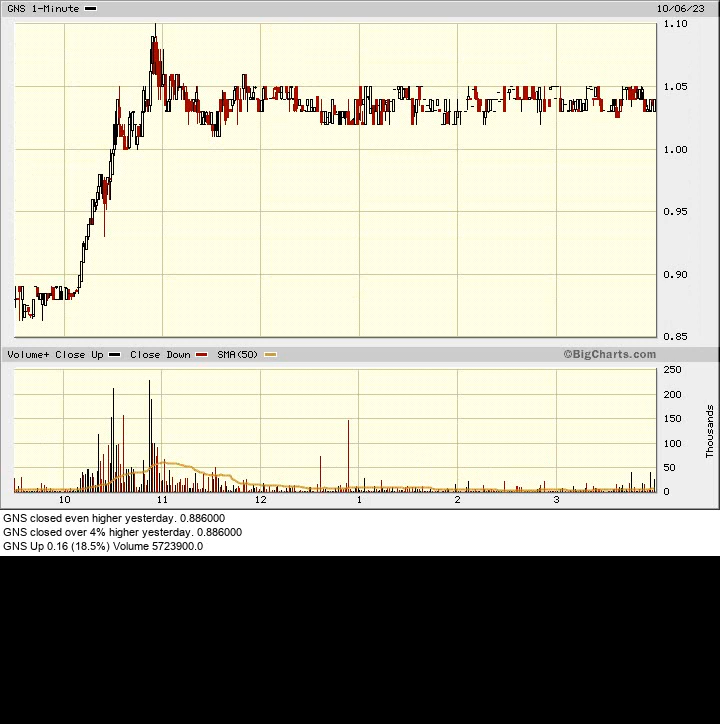 GNS 1-Minute 10/06/23
1.10
1.05
1.00
0.95
0.90
0.85
Volume+ Close Up Close Down SMA(50) ©BigCharts.com
250
200
150
100
50
0
Thousands
10 11 12 1 2 3
GNS closed even higher yesterday. 0.886000
GNS closed over 4% higher yesterday. 0.886000
GNS Up 0.16 (18.5%) Volume 5723900.0